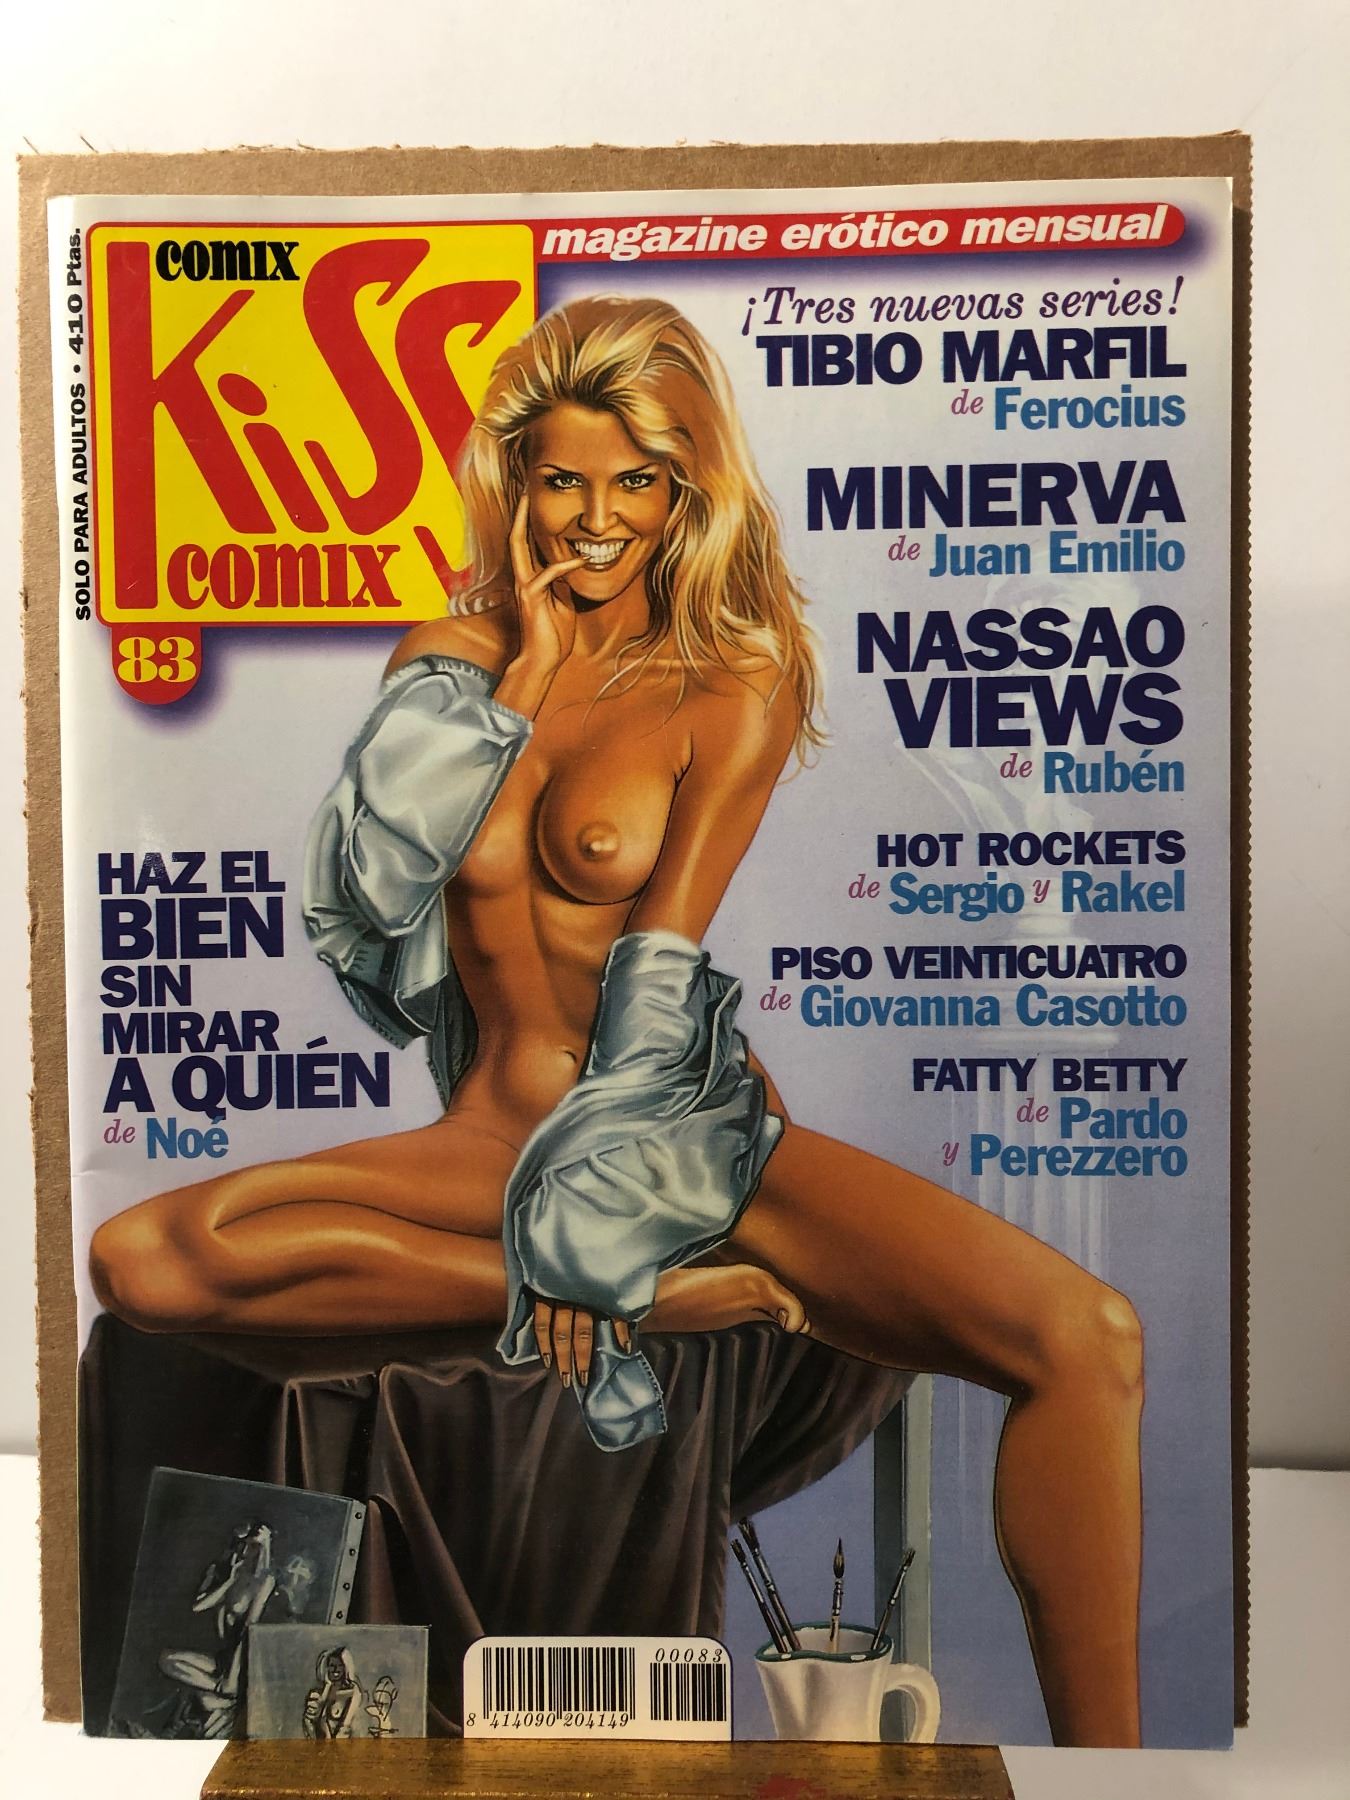 magazine erótico mensual
comix
KiSS
comix
83
SOLO PARA ADULTOS • 410 Ptas.
¡Tres nuevas series!
TIBIO MARFIL
de Ferocius
MINERVA
de Juan Emilio
NASSAO
VIEWS
de Rubén
HOT ROCKETS
de Sergio y Rakel
PISO VEINTICUATRO
de Giovanna Casotto
FATTY BETTY
de Pardo
y Perezzero
HAZ EL
BIEN
SIN
MIRAR
A QUIÉN
de Noé
00083
8 414090 204149